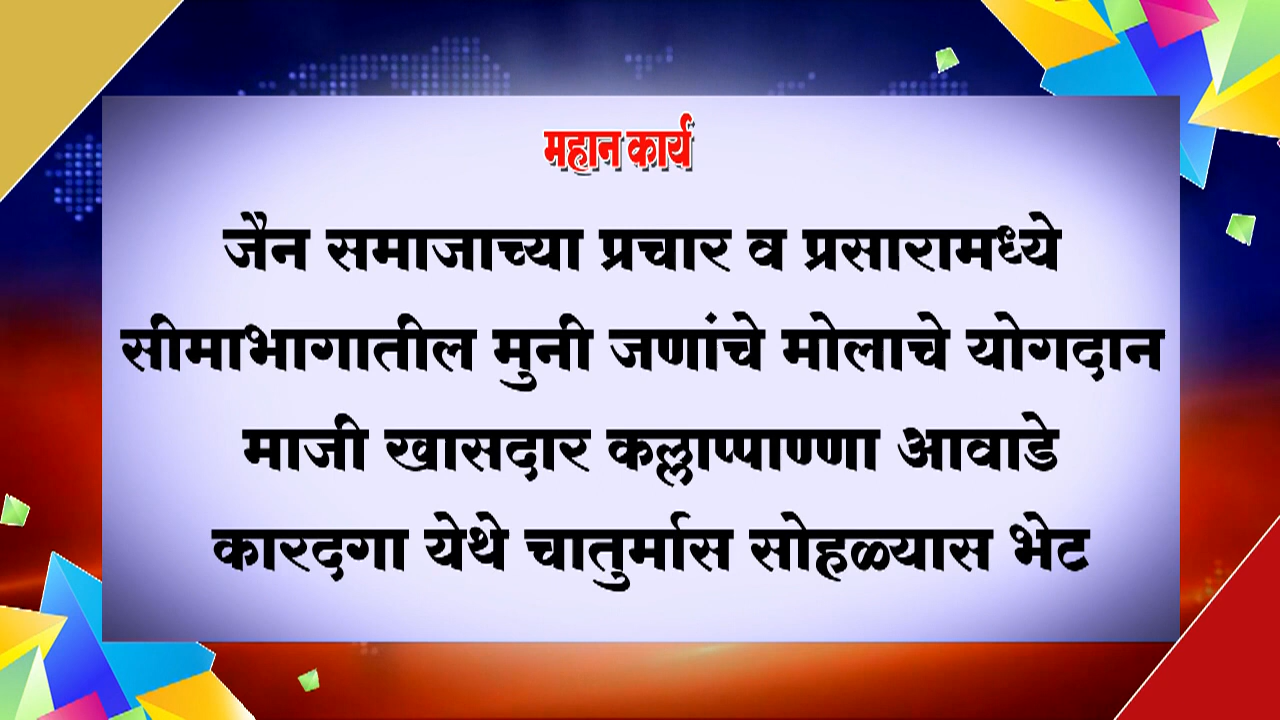 महान कार्य
जैन समाजाच्या प्रचार व प्रसारामध्ये
सीमाभागातील मुनी जणांचे मोलाचे योगदान
माजी खासदार कल्लाप्पाण्णा आवाडे
कारदगा येथे चातुर्मास सोहळ्यास भेट